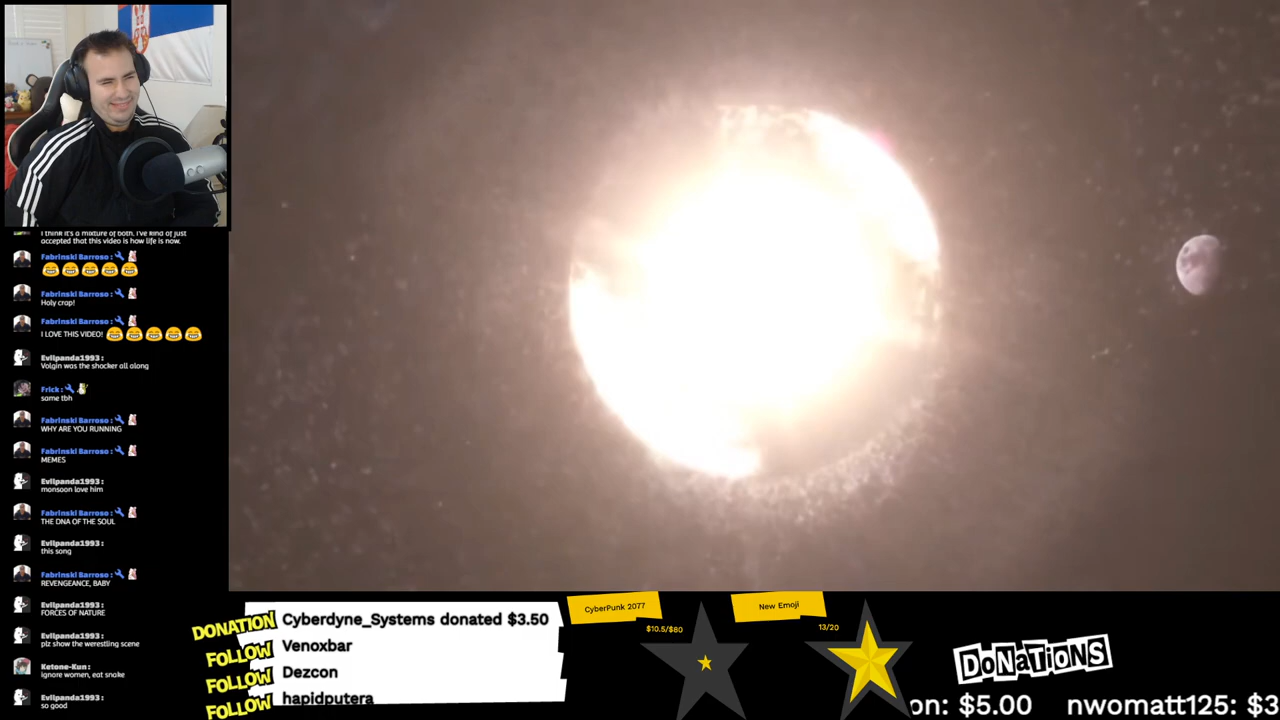 I think it's a mixture of both. I've kind of just
accepted that this video is how life is now.
Fabrinski Barroso :
😂😂😂😂😂
Fabrinski Barroso :
Holy crap!
Fabrinski Barroso :
I LOVE THIS VIDEO! 😂😂😂😂😂
Evilpanda1993 :
Volgin was the shocker all along
Frick :
same tbh
Fabrinski Barroso :
WHY ARE YOU RUNNING
Fabrinski Barroso :
MEMES
Evilpanda1993 :
monsoon love him
Fabrinski Barroso :
THE DNA OF THE SOUL
Evilpanda1993 :
this song
Fabrinski Barroso :
REVENGEANCE, BABY
Evilpanda1993 :
FORCES OF NATURE
Evilpanda1993 :
plz show the werestling scene
Ketone-Kun :
ignore women, eat snake
Evilpanda1993 :
so good
DONATION Cyberdyne_Systems donated $3.50
FOLLOW Venoxbar
FOLLOW Dezcon
FOLLOW hapidputera
CyberPunk 2077
$10.5/$60
New Emoji
13/20
DONATIONS
on: $5.00 nwomatt125: $3